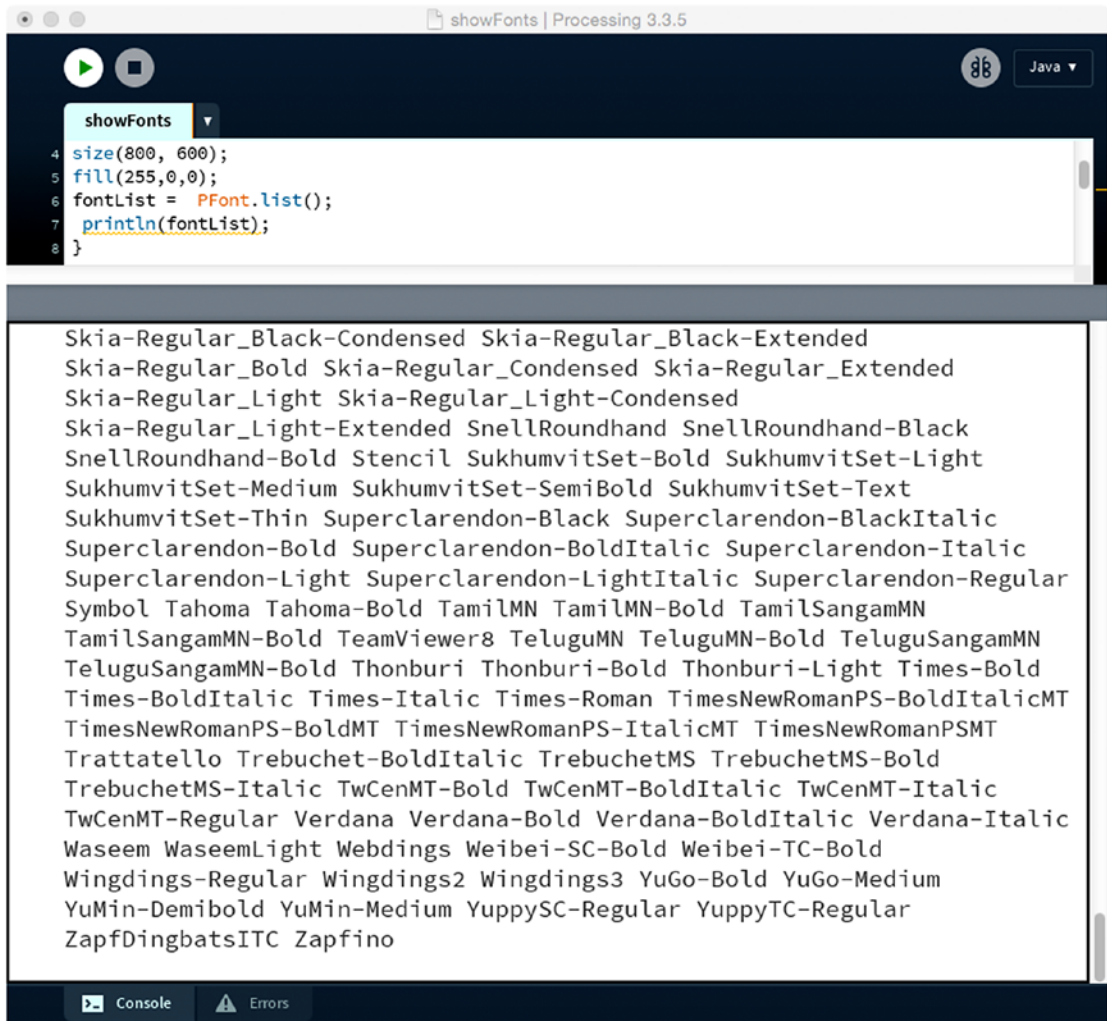 showFonts | Processing 3.3.5
Java ▼
showFonts ▼
4 size(800, 600);
5 fill(255,0,0);
6 fontList =  PFont.list();
7  println(fontList);
8 }
Skia-Regular_Black-Condensed Skia-Regular_Black-Extended
Skia-Regular_Bold Skia-Regular_Condensed Skia-Regular_Extended
Skia-Regular_Light Skia-Regular_Light-Condensed
Skia-Regular_Light-Extended SnellRoundhand SnellRoundhand-Black
SnellRoundhand-Bold Stencil SukhumvitSet-Bold SukhumvitSet-Light
SukhumvitSet-Medium SukhumvitSet-SemiBold SukhumvitSet-Text
SukhumvitSet-Thin Superclarendon-Black Superclarendon-BlackItalic
Superclarendon-Bold Superclarendon-BoldItalic Superclarendon-Italic
Superclarendon-Light Superclarendon-LightItalic Superclarendon-Regular
Symbol Tahoma Tahoma-Bold TamilMN TamilMN-Bold TamilSangamMN
TamilSangamMN-Bold TeamViewer8 TeluguMN TeluguMN-Bold TeluguSangamMN
TeluguSangamMN-Bold Thonburi Thonburi-Bold Thonburi-Light Times-Bold
Times-BoldItalic Times-Italic Times-Roman TimesNewRomanPS-BoldItalicMT
TimesNewRomanPS-BoldMT TimesNewRomanPS-ItalicMT TimesNewRomanPSMT
Trattatello Trebuchet-BoldItalic TrebuchetMS TrebuchetMS-Bold
TrebuchetMS-Italic TwCenMT-Bold TwCenMT-BoldItalic TwCenMT-Italic
TwCenMT-Regular Verdana Verdana-Bold Verdana-BoldItalic Verdana-Italic
Waseem WaseemLight Webdings Weibei-SC-Bold Weibei-TC-Bold
Wingdings-Regular Wingdings2 Wingdings3 YuGo-Bold YuGo-Medium
YuMin-Demibold YuMin-Medium YuppySC-Regular YuppyTC-Regular
ZapfDingbatsITC Zapfino
Console Errors